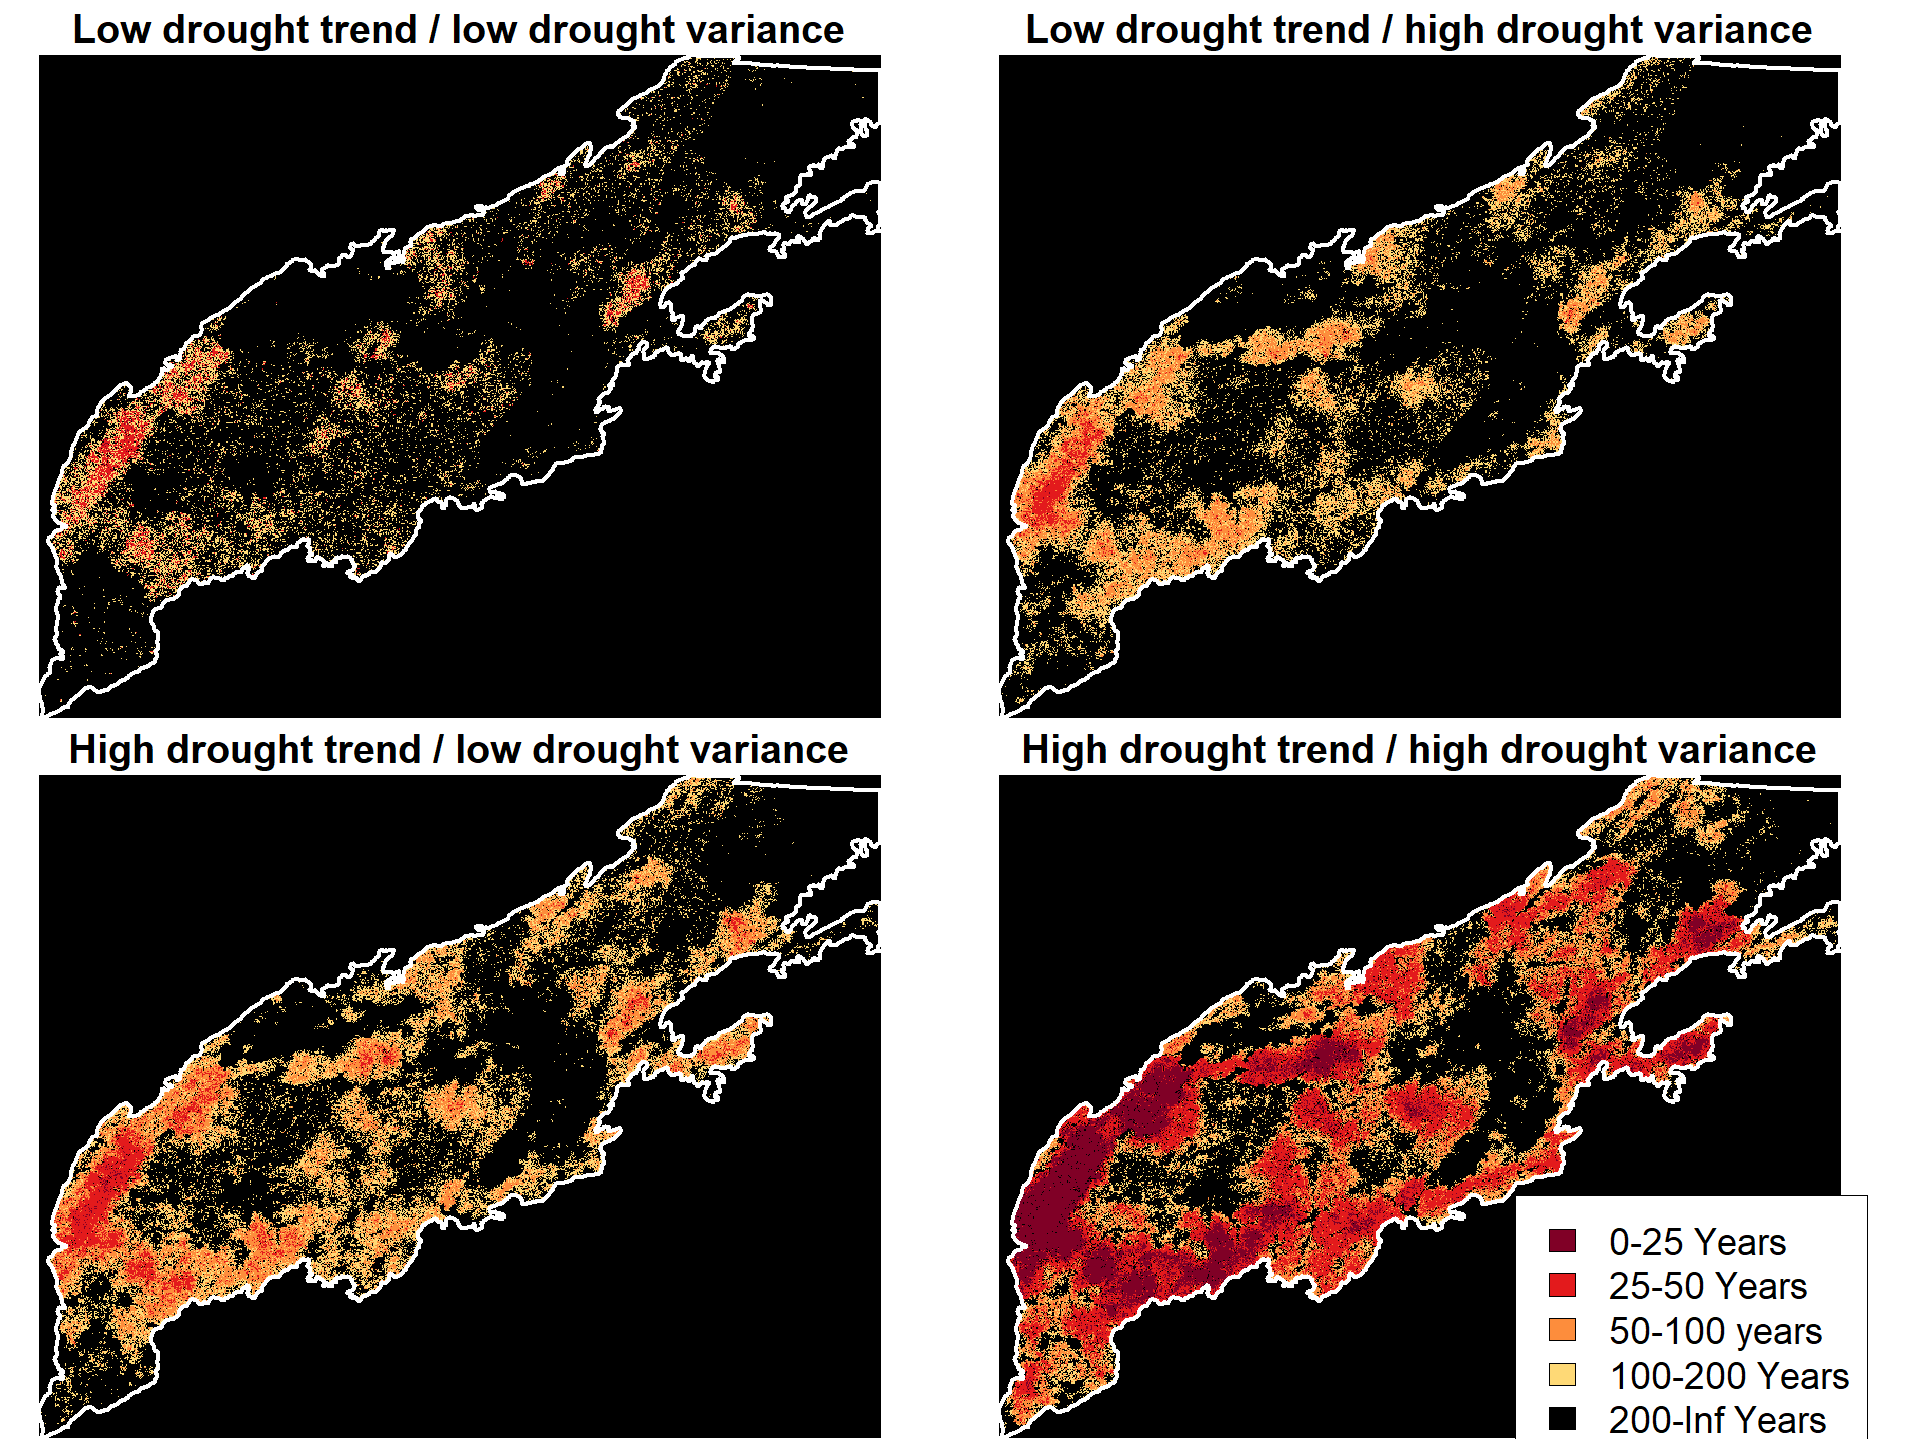 Low drought trend / low drought variance
Low drought trend / high drought variance
High drought trend / low drought variance
High drought trend / high drought variance
0-25 Years
25-50 Years
50-100 years
100-200 Years
200-Inf Years